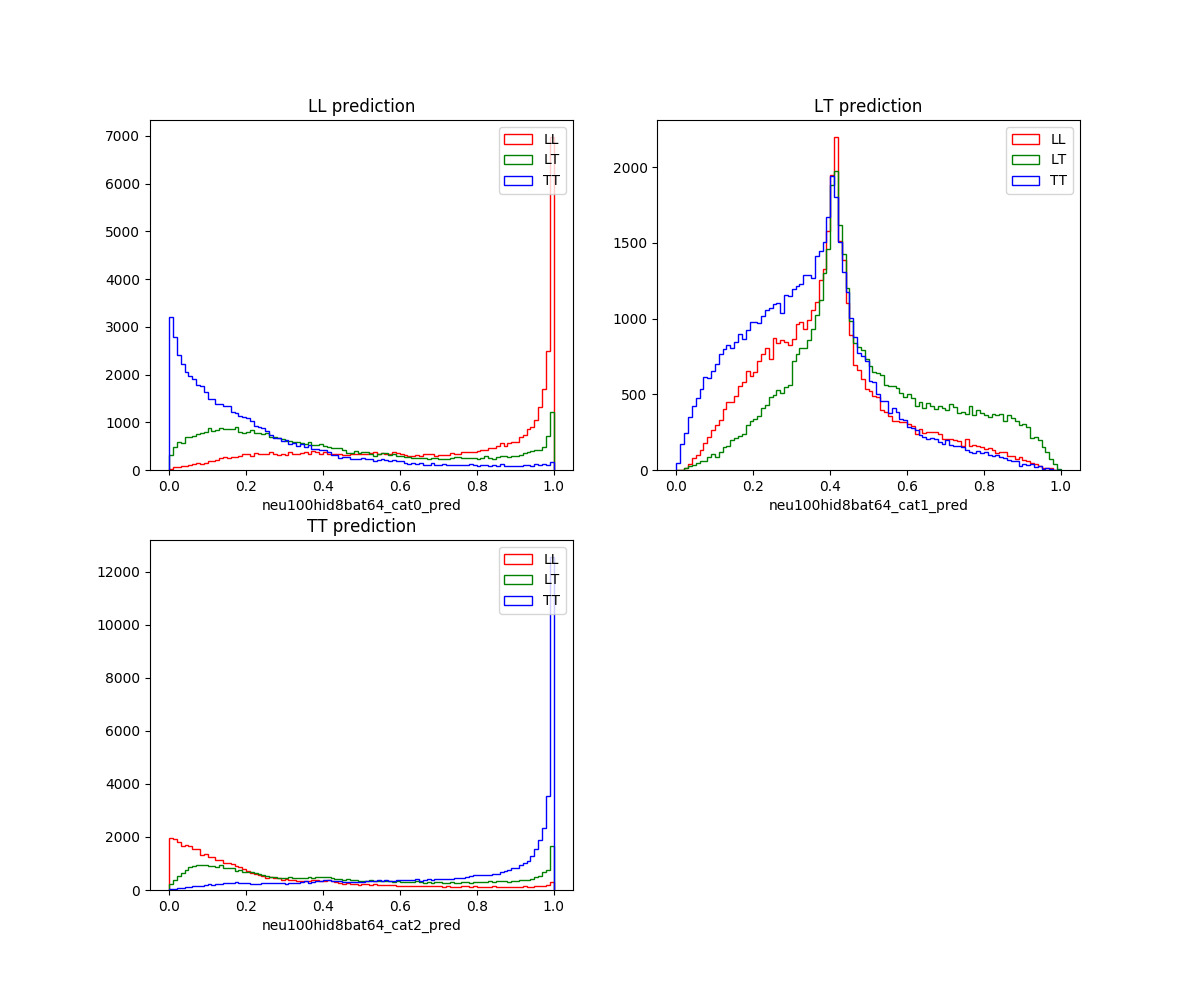 LL prediction
7000
6000
5000
4000
3000
2000
1000
0
LL
LT
TT
0.0 0.2 0.4 0.6 0.8 1.0
neu100hid8bat64_cat0_pred
LT prediction
2000
1500
1000
500
0
LL
LT
TT
0.0 0.2 0.4 0.6 0.8 1.0
neu100hid8bat64_cat1_pred
TT prediction
12000
10000
8000
6000
4000
2000
0
LL
LT
TT
0.0 0.2 0.4 0.6 0.8 1.0
neu100hid8bat64_cat2_pred